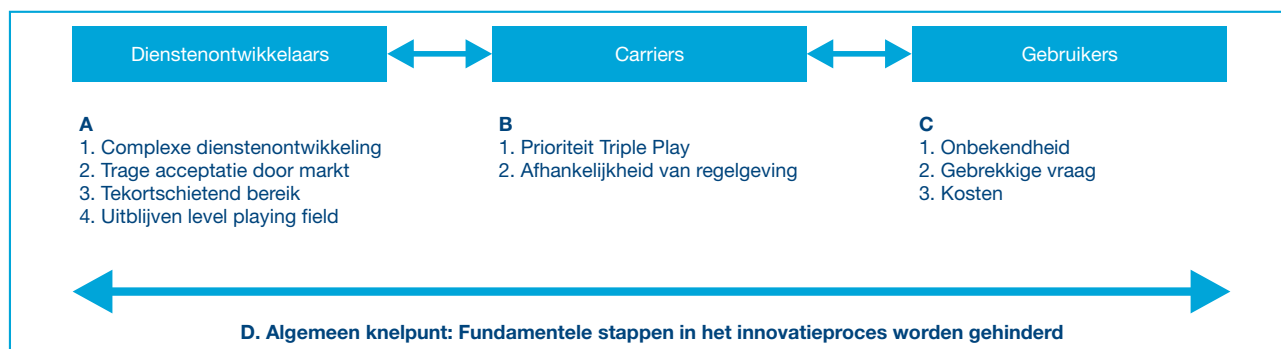 Dienstenontwikkelaars
Carriers
Gebruikers
A
1. Complexe dienstenontwikkeling
2. Trage acceptatie door markt
3. Tekortschietend bereik
4. Uitblijven level playing field
B
1. Prioriteit Triple Play
2. Afhankelijkheid van regelgeving
C
1. Onbekendheid
2. Gebrekkige vraag
3. Kosten
D. Algemeen knelpunt: Fundamentele stappen in het innovatieproces worden gehinderd